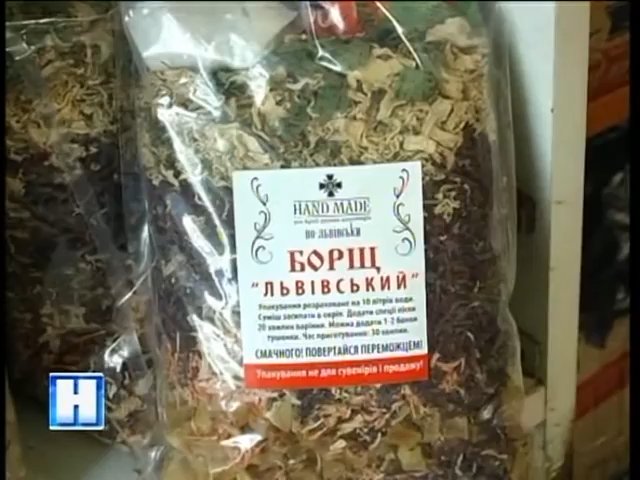 HAND MADE
по-львівськи
БОРЩ
"ЛЬВІВСЬКИЙ"
Упакування розраховане на 10 літрів води.
Суміш засипати в окріп. Додати спеції після
20 хвилин варіння. Можна додати 1-2 банки
тушонки. Час приготування: 30 хвилин.
СМАЧНОГО! ПОВЕРТАЙСЯ ПЕРЕМОЖЦЕМ!
Упакування не для сувенірів і продажу!
Н